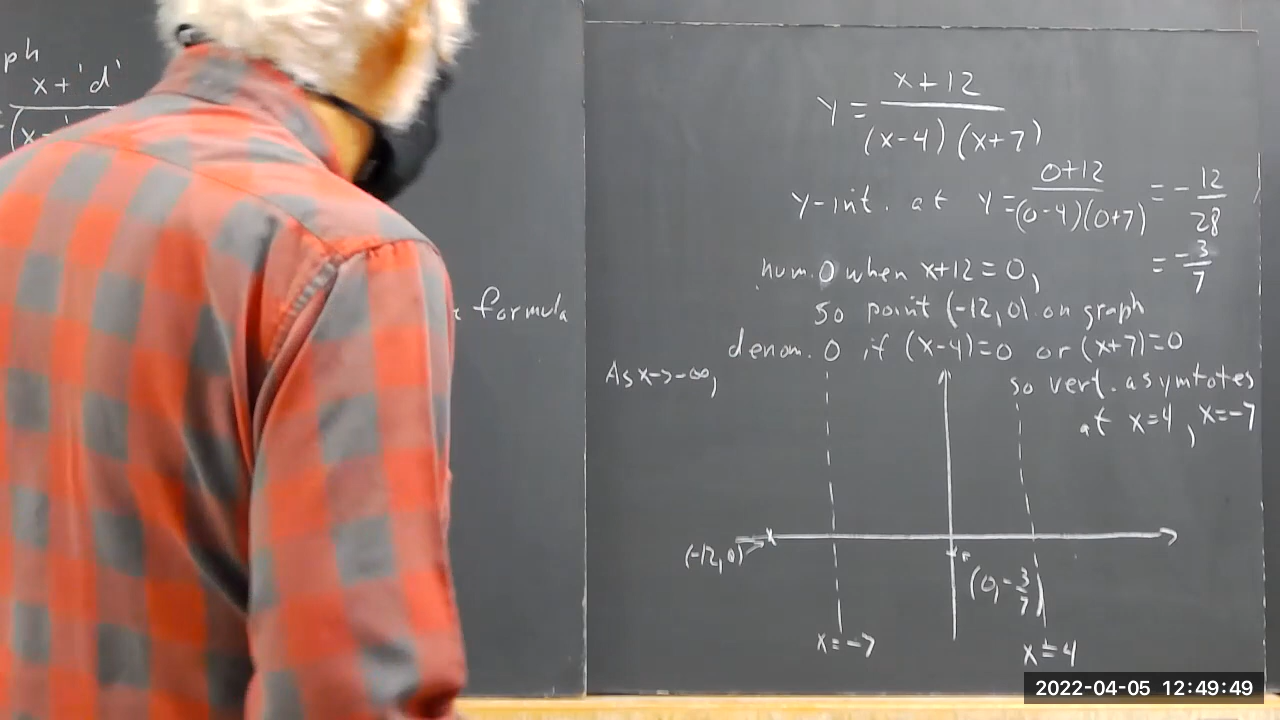 ph
x + 'd'
(x -
formula
y = x+12 / (x-4)(x+7)
y-int. at y = 0+12 / (0-4)(0+7) = - 12/28
= - 3/7
num. 0 when x+12=0,
so point (-12,0) on graph
denom. 0 if (x-4)=0 or (x+7)=0
As x->-∞,
so vert. asymtotes
at x=4, x=-7
(-12,0)
(0,-3/7)
x=-7
x=4
2022-04-05 12:49:49